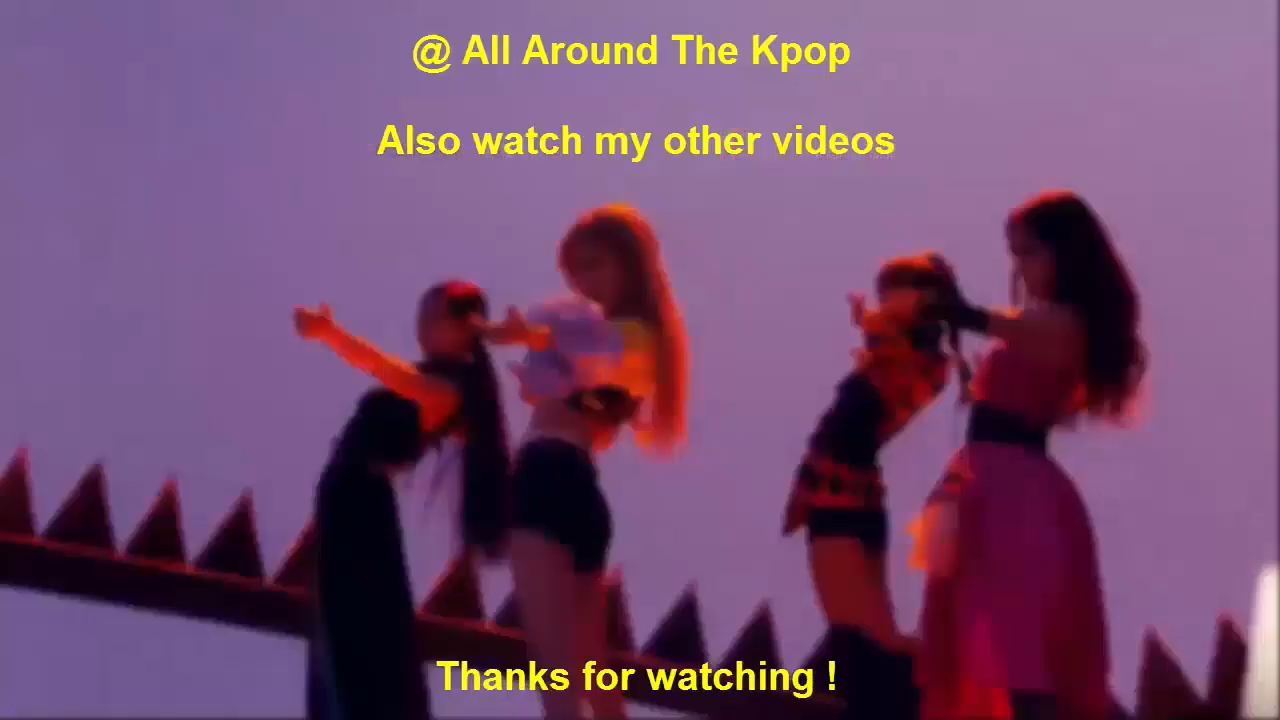 @ All Around The Kpop
Also watch my other videos
Thanks for watching !